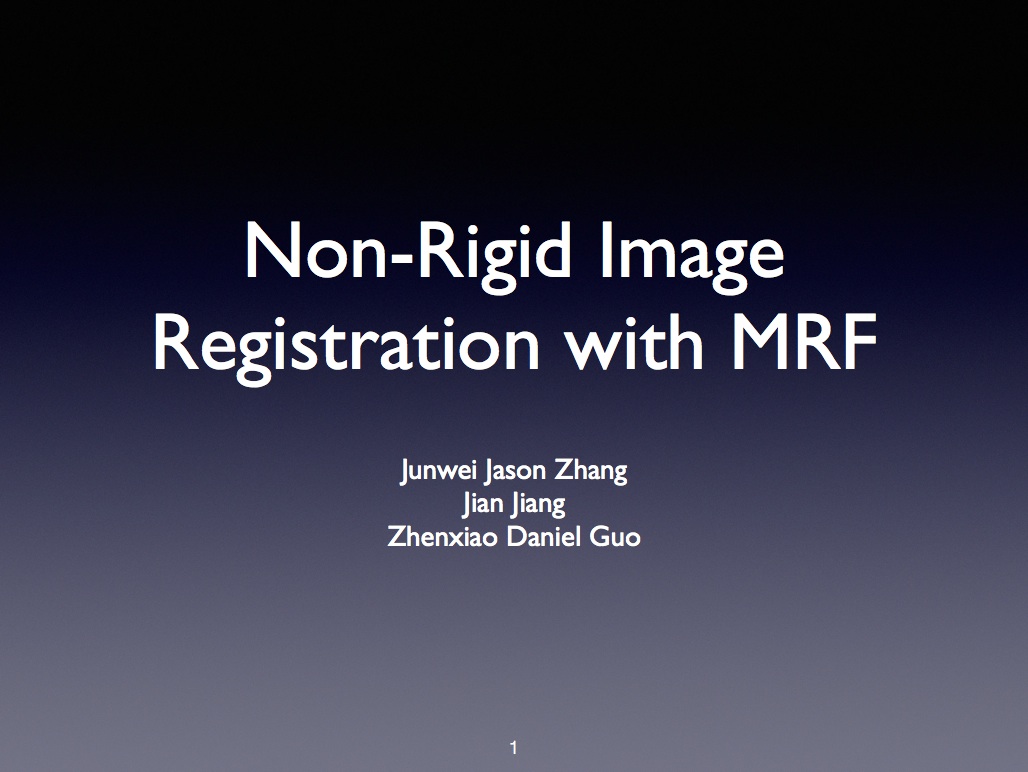 Non-Rigid Image
Registration with MRF
Junwei Jason Zhang
Jian Jiang
Zhenxiao Daniel Guo
1